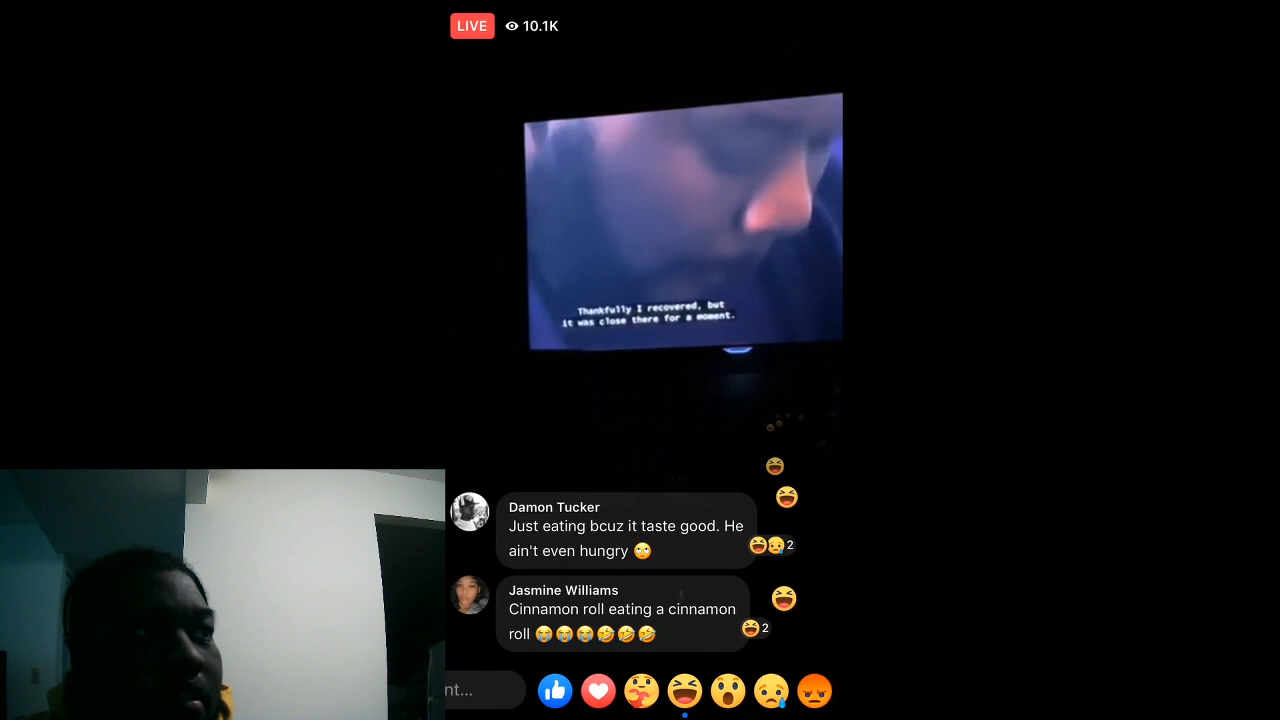 LIVE 10.1K
Thankfully I recovered, but
it was close there for a moment.
Damon Tucker
Just eating bcuz it taste good. He
ain't even hungry 🙄
2
Jasmine Williams
Cinnamon roll eating a cinnamon
roll 😭😭😭🤣🤣🤣
2
nt...